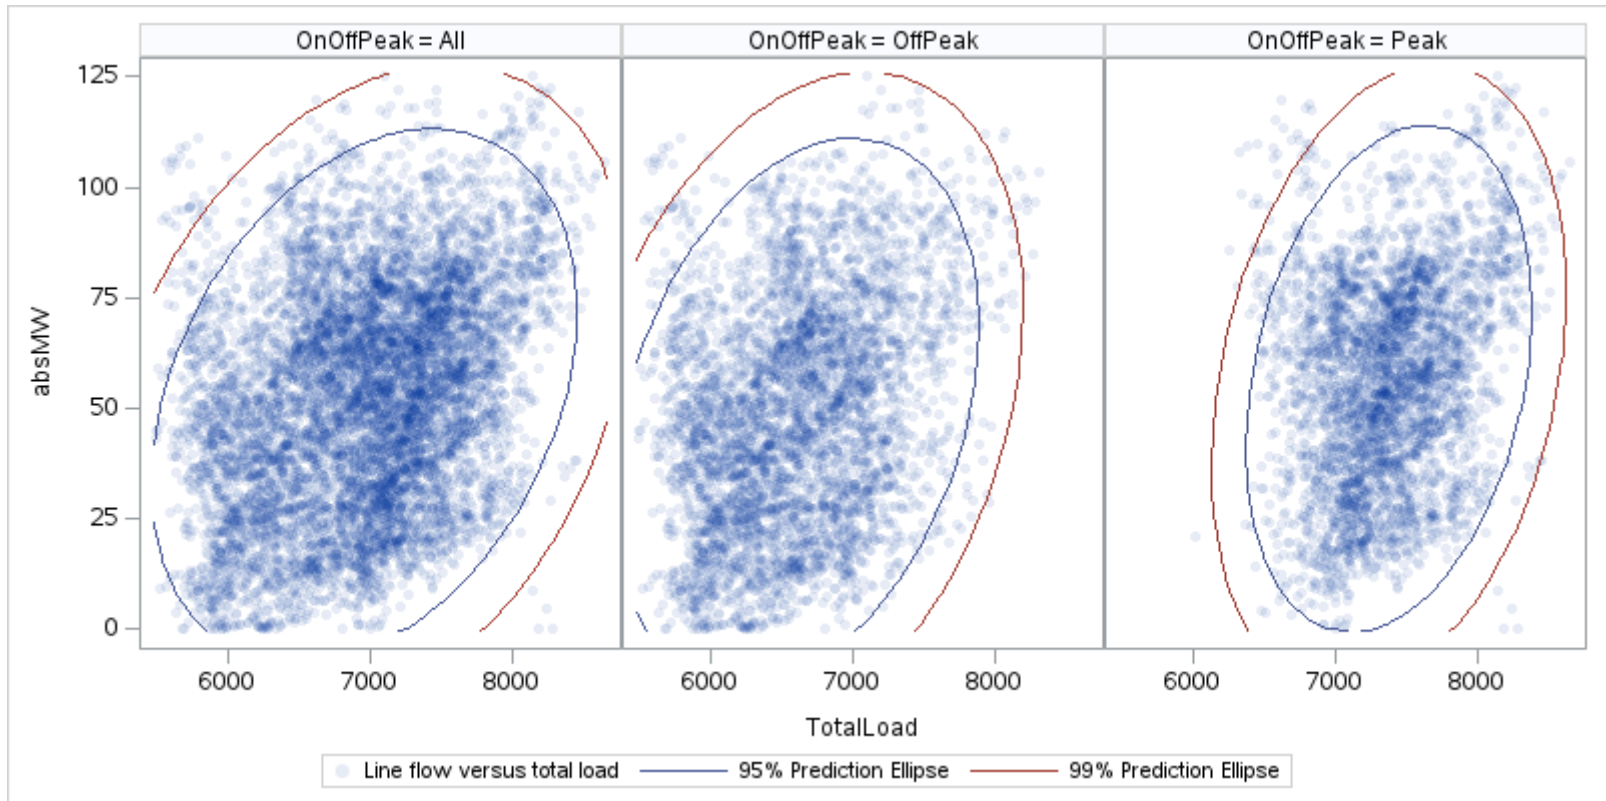 OnOffPeak = All
OnOffPeak = OffPeak
OnOffPeak = Peak
absMW
125
100
75
50
25
0
6000 7000 8000
6000 7000 8000
6000 7000 8000
TotalLoad
Line flow versus total load
95% Prediction Ellipse
99% Prediction Ellipse